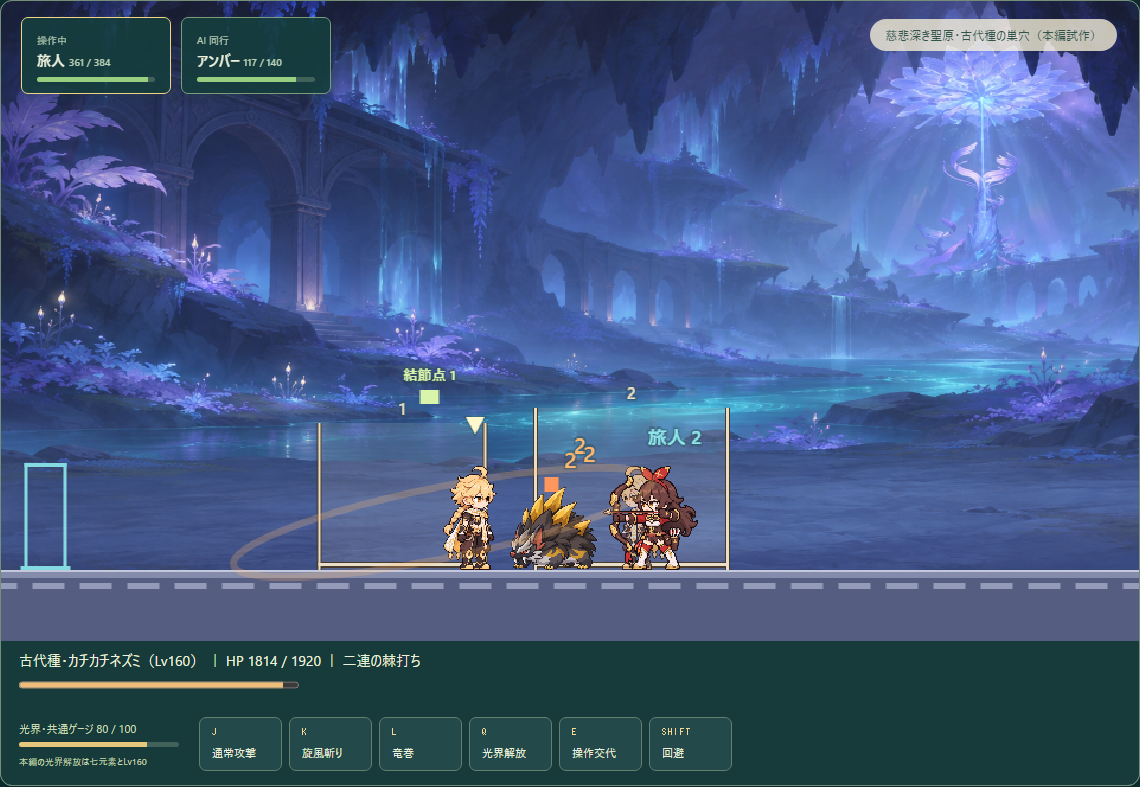 操作中
旅人 361 / 384
AI 同行
アンバー 117 / 140
慈悲深き聖原・古代種の巣穴（本編試作）
結節点 1
1
2
旅人 2
2
2
2
古代種・カチカチネズミ（Lv160） | HP 1814 / 1920 | 二連の棘打ち
光界・共通ゲージ 80 / 100
本編の光界解放は七元素とLv160
J
通常攻撃
K
旋風斬り
L
竜巻
Q
光界解放
E
操作交代
SHIFT
回避